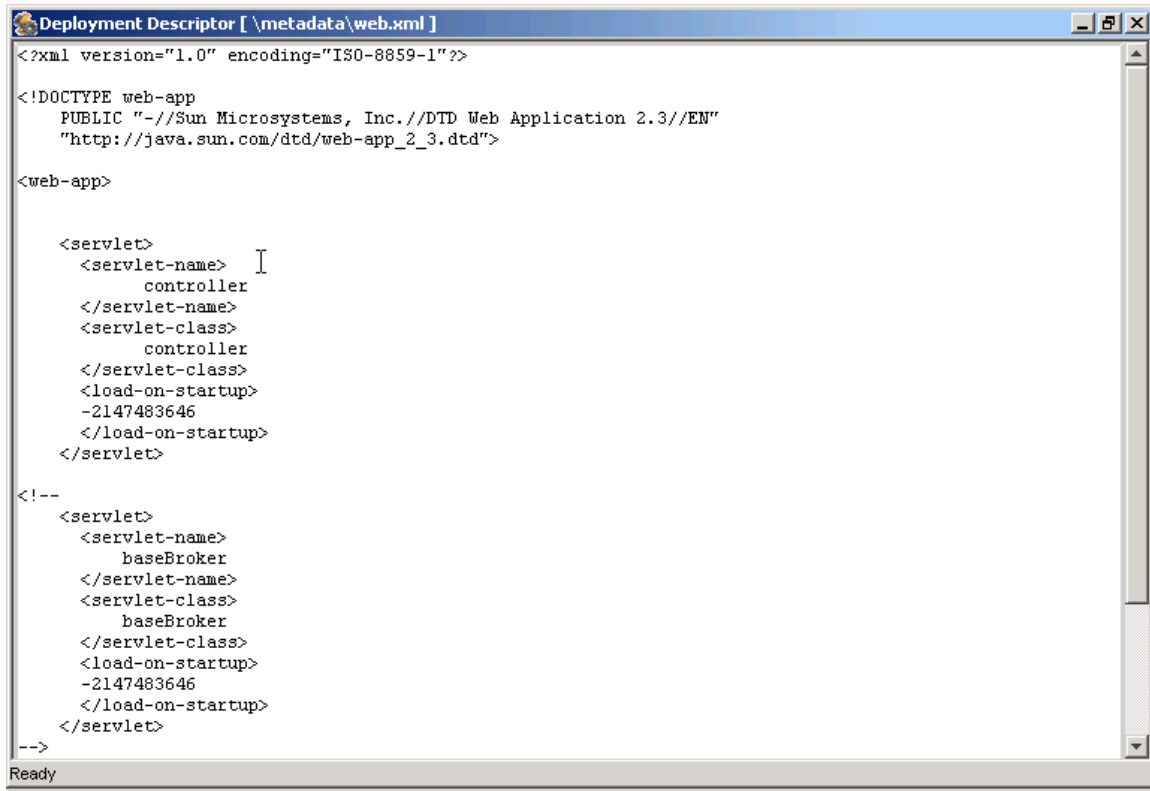 Deployment Descriptor [ \metadata\web.xml ]
<?xml version="1.0" encoding="ISO-8859-1"?>
<!DOCTYPE web-app
PUBLIC "-//Sun Microsystems, Inc.//DTD Web Application 2.3//EN"
"http://java.sun.com/dtd/web-app_2_3.dtd">
<web-app>
<servlet>
<servlet-name>
controller
</servlet-name>
<servlet-class>
controller
</servlet-class>
<load-on-startup>
-2147483646
</load-on-startup>
</servlet>
<!--
<servlet>
<servlet-name>
baseBroker
</servlet-name>
<servlet-class>
baseBroker
</servlet-class>
<load-on-startup>
-2147483646
</load-on-startup>
</servlet>
-->
Ready